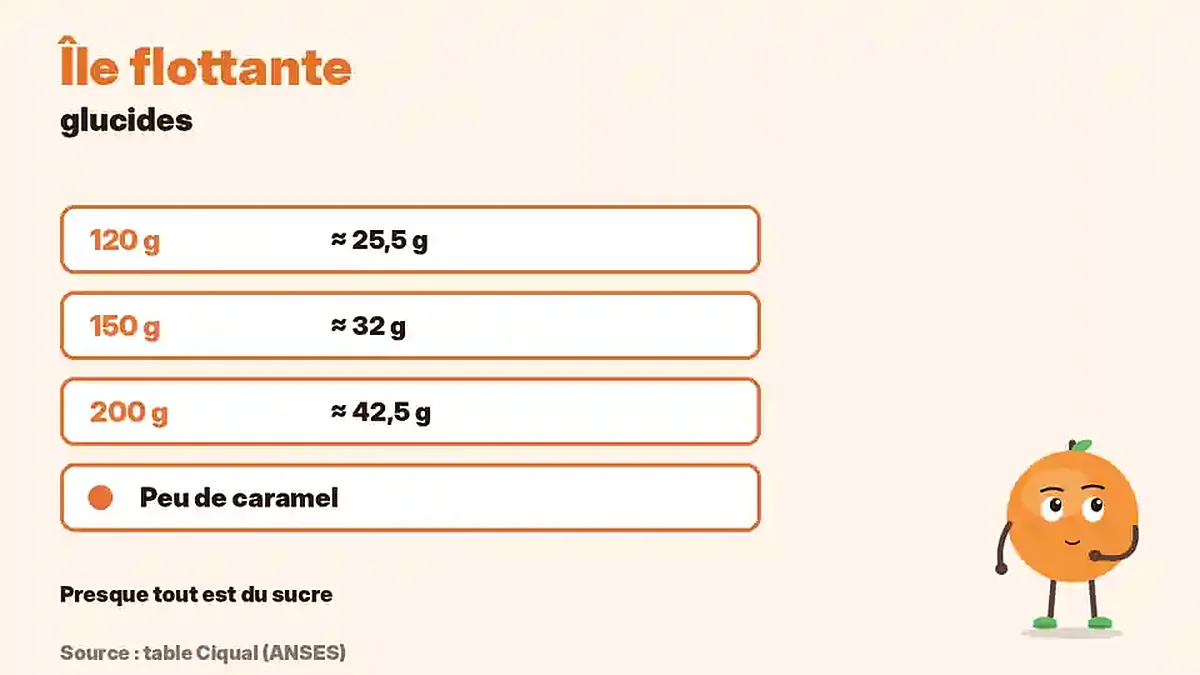 Île flottante
glucides
120 g ≈ 25,5 g
150 g ≈ 32 g
200 g ≈ 42,5 g
Peu de caramel
Presque tout est du sucre
Source : table Ciqual (ANSES)